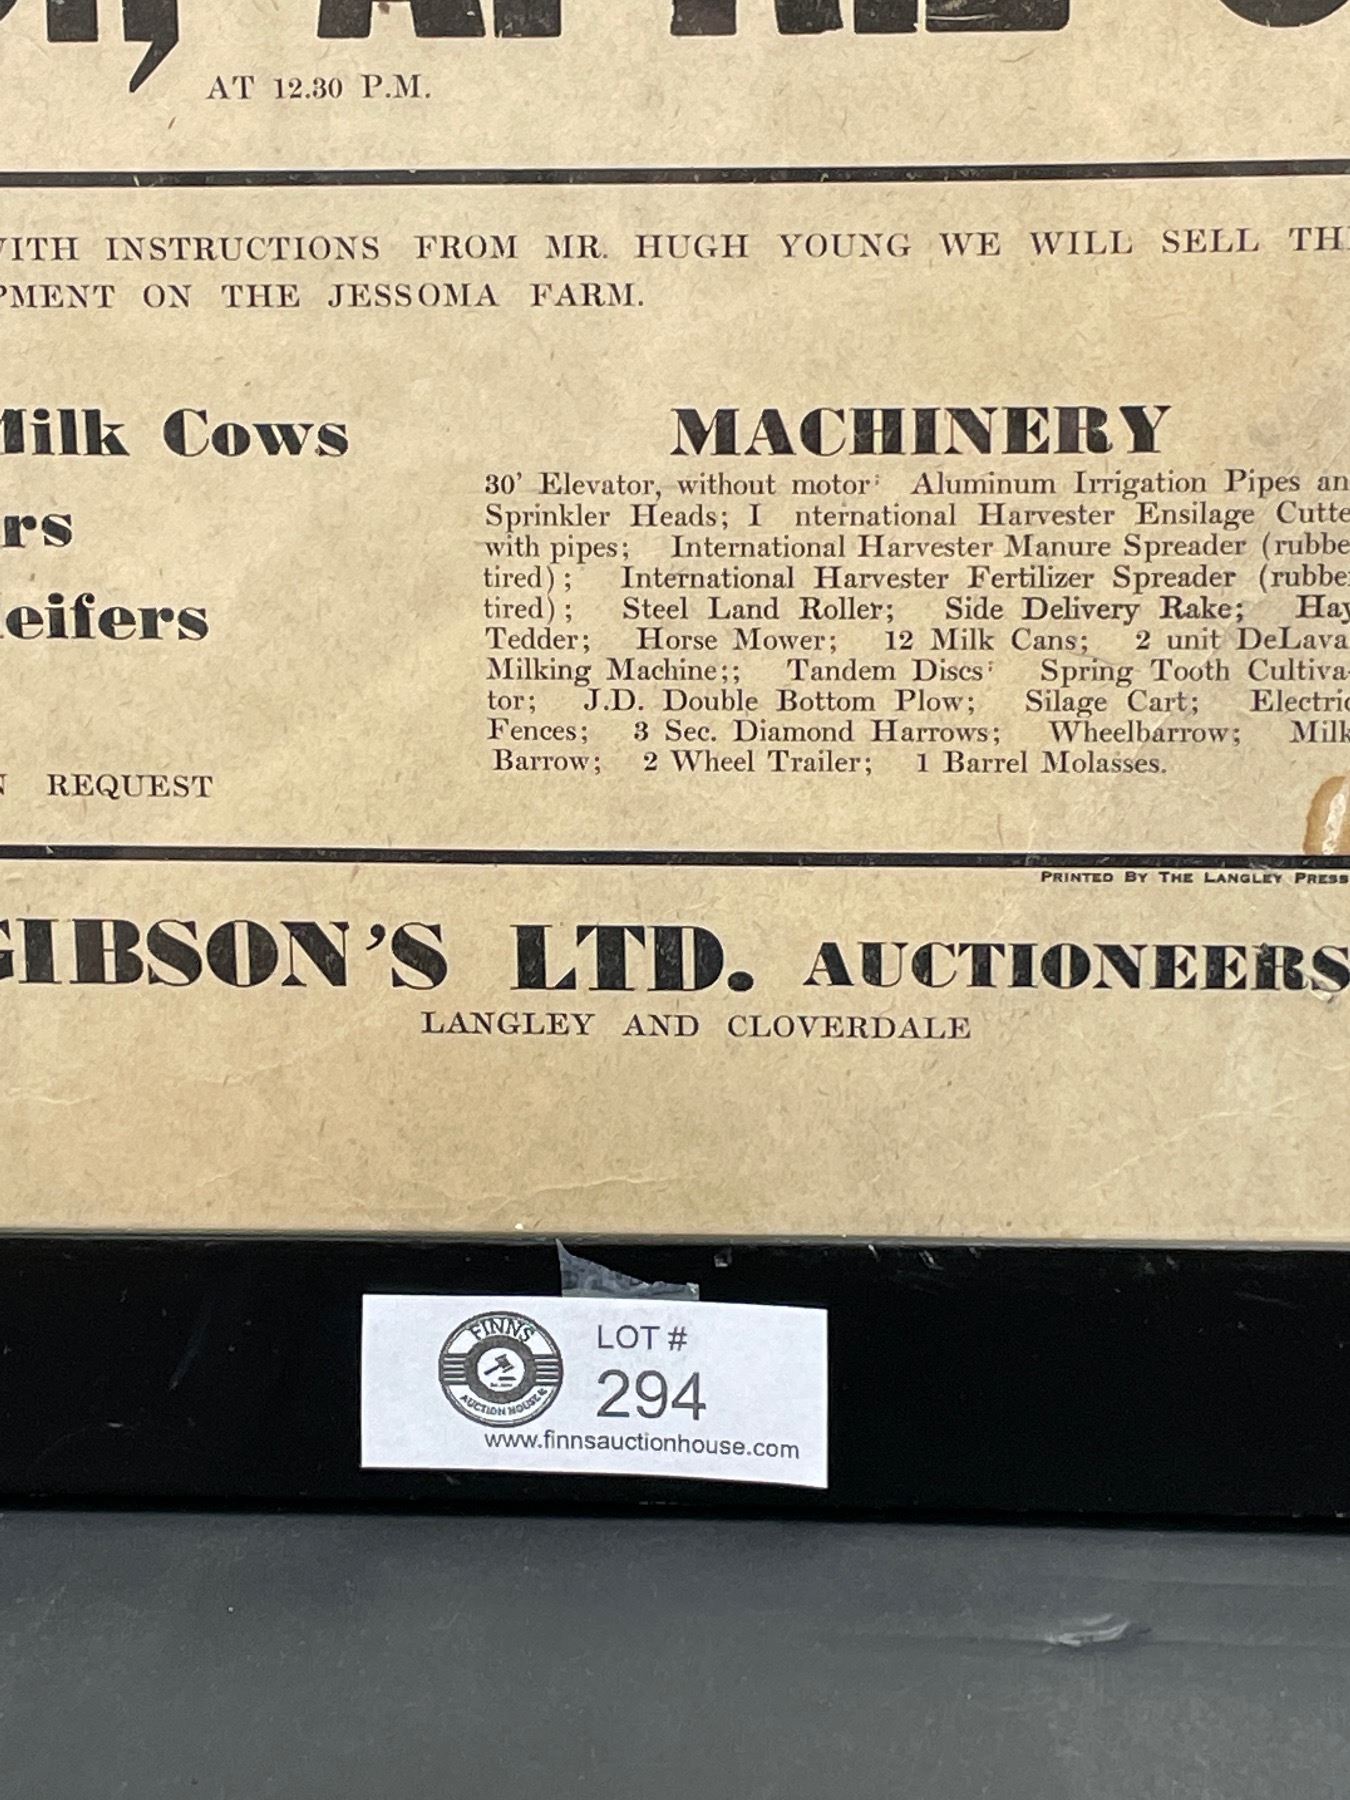 AT 12.30 P.M.
WITH INSTRUCTIONS FROM MR. HUGH YOUNG WE WILL SELL TH
PMENT ON THE JESSOMA FARM.
Milk Cows
rs
eifers
N REQUEST
MACHINERY
30' Elevator, without motor; Aluminum Irrigation Pipes an
Sprinkler Heads; I nternational Harvester Ensilage Cutte
with pipes; International Harvester Manure Spreader (rubbe
tired); International Harvester Fertilizer Spreader (rubbe
tired); Steel Land Roller; Side Delivery Rake; Hay
Tedder; Horse Mower; 12 Milk Cans; 2 unit DeLava
Milking Machine;; Tandem Discs; Spring Tooth Cultiva-
tor; J.D. Double Bottom Plow; Silage Cart; Electric
Fences; 3 Sec. Diamond Harrows; Wheelbarrow; Milk
Barrow; 2 Wheel Trailer; 1 Barrel Molasses.
PRINTED BY THE LANGLEY PRESS
GIBSON'S LTD. AUCTIONEERS
LANGLEY AND CLOVERDALE
FINNS
AUCTION HOUSE
LOT #
294
www.finnsauctionhouse.com